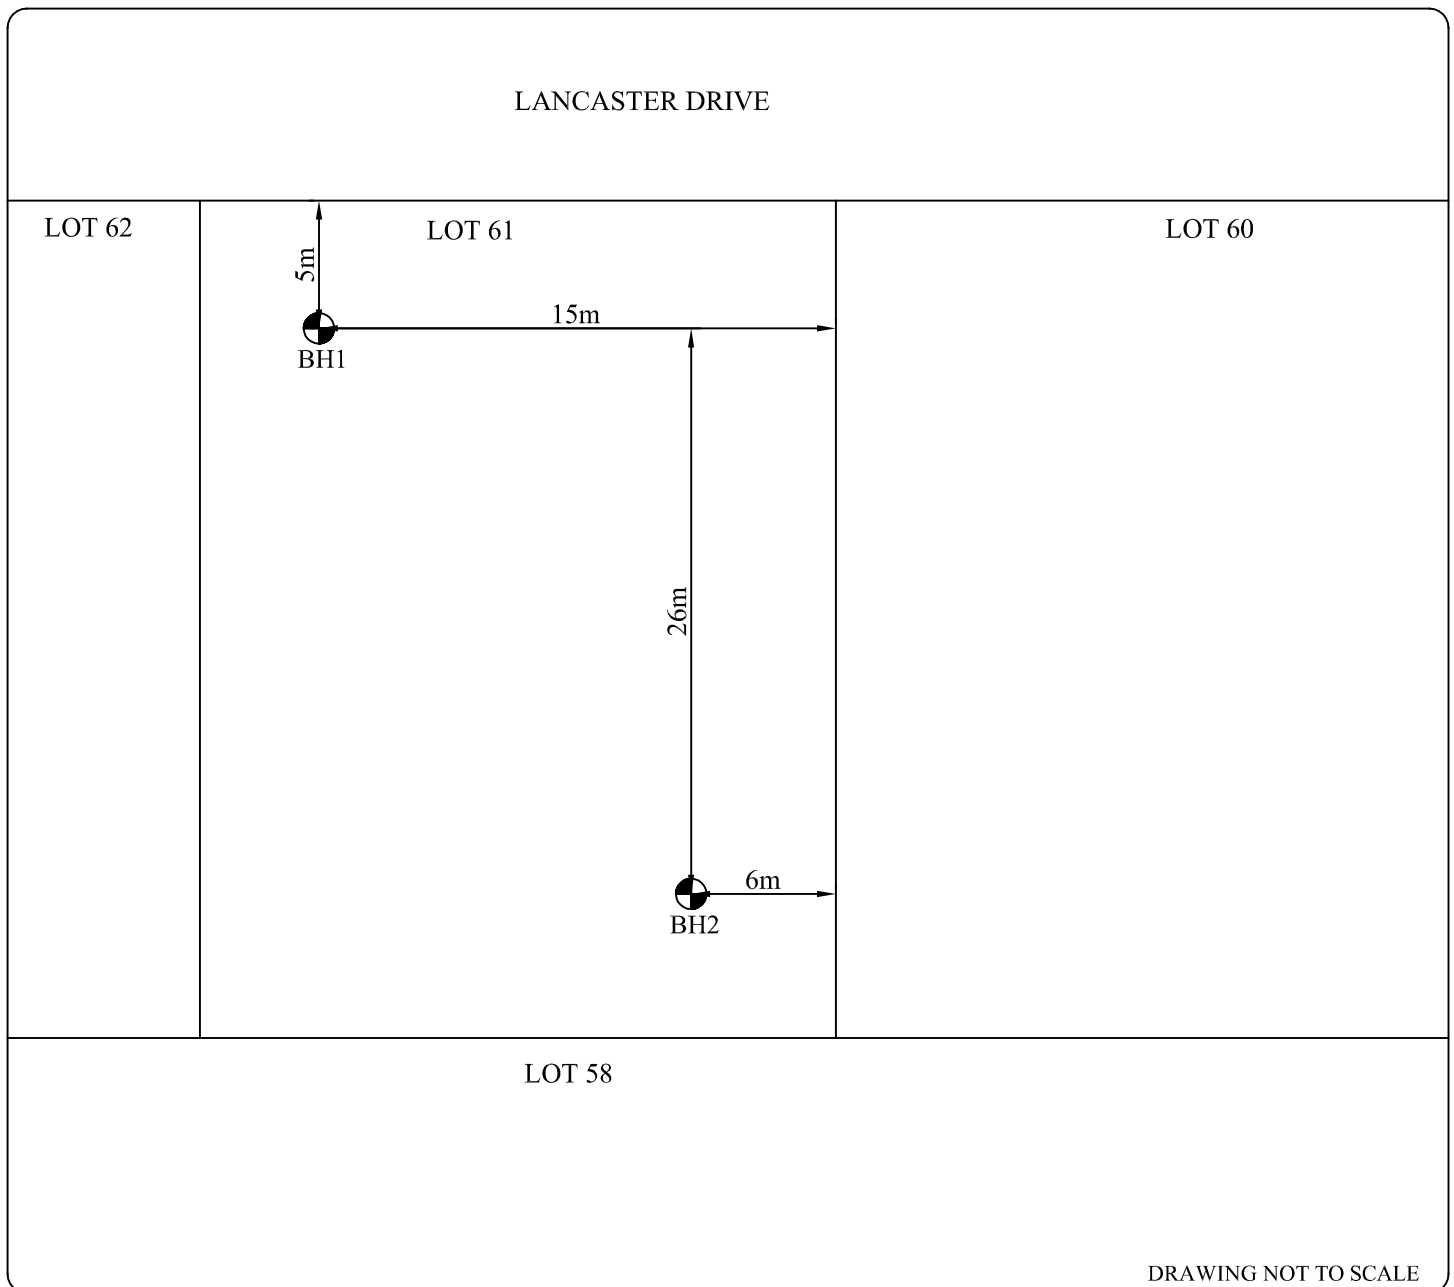 LANCASTER DRIVE
LOT 62
LOT 61
LOT 60
5m
15m
BH1
26m
6m
BH2
LOT 58
DRAWING NOT TO SCALE